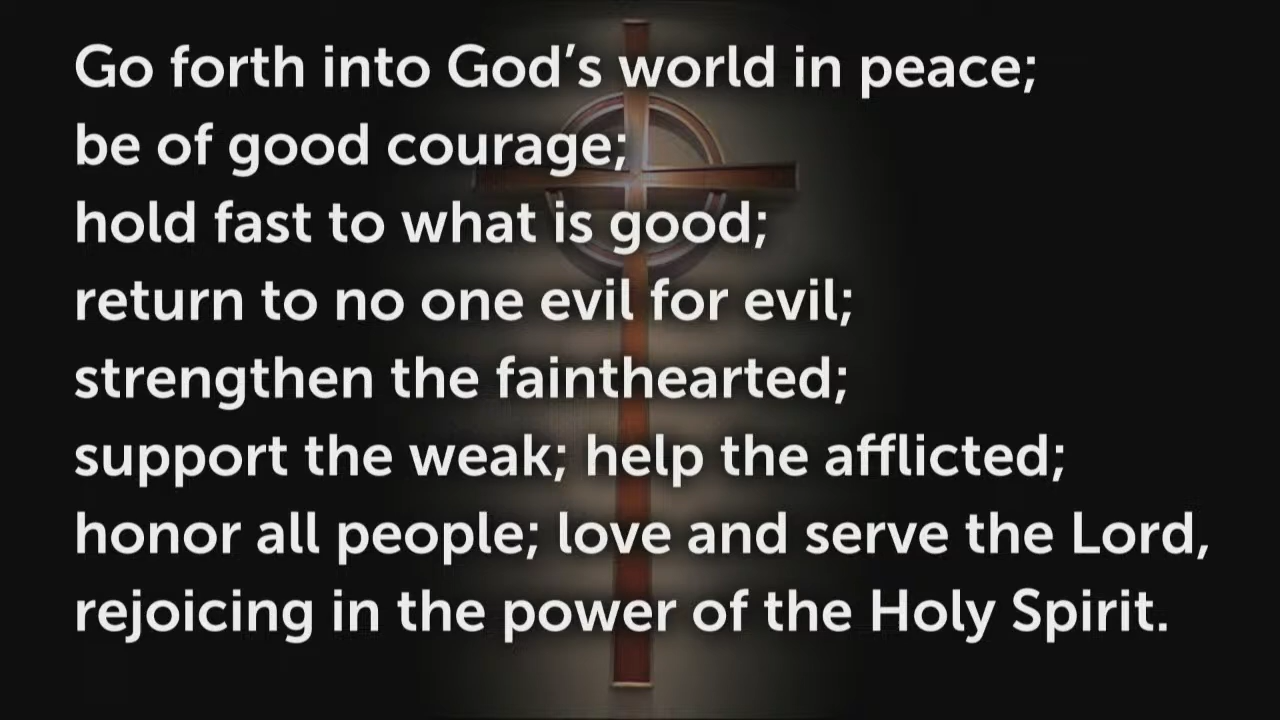 Go forth into God’s world in peace;
be of good courage;
hold fast to what is good;
return to no one evil for evil;
strengthen the fainthearted;
support the weak; help the afflicted;
honor all people; love and serve the Lord,
rejoicing in the power of the Holy Spirit.